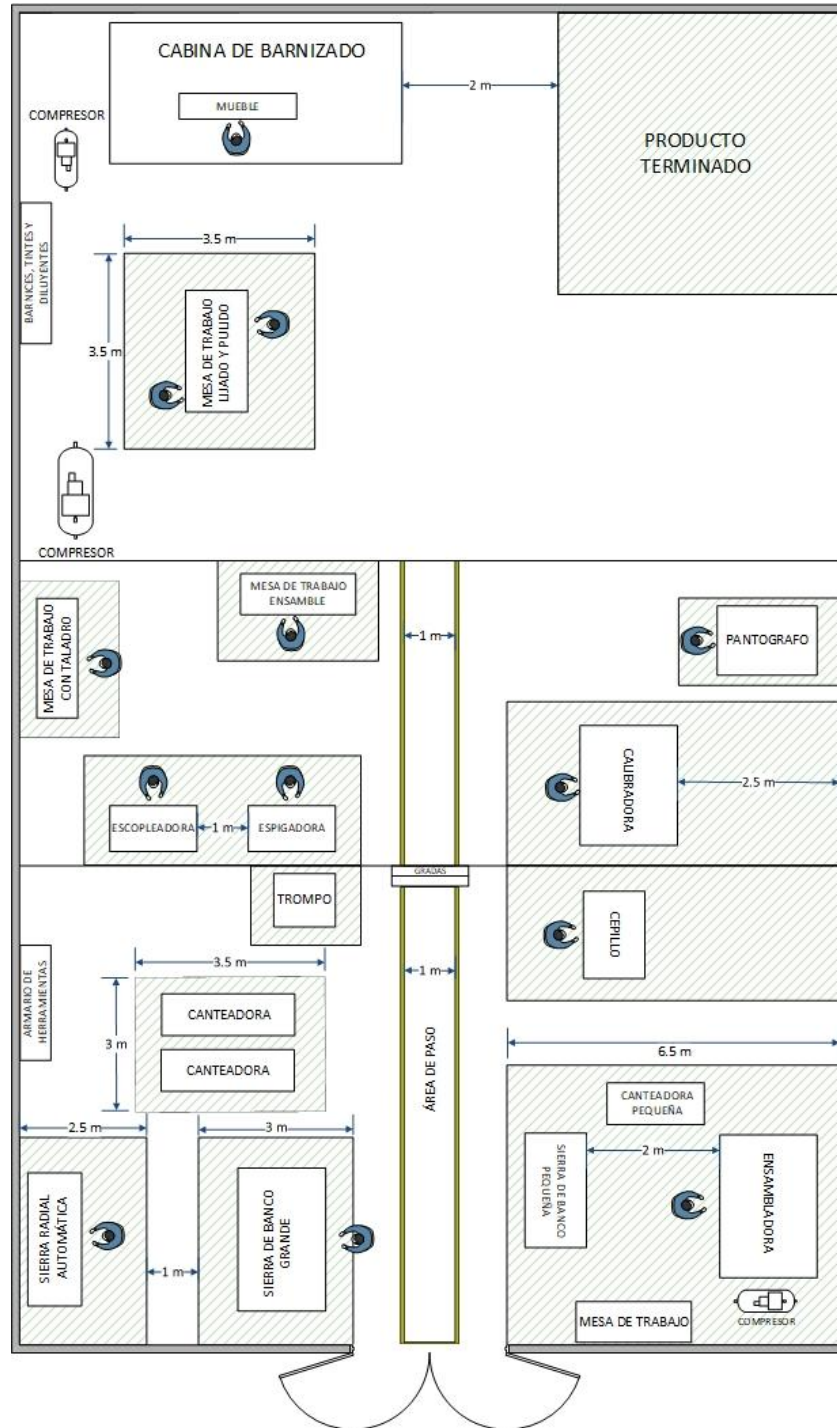 CABINA DE BARNIZADO
MUEBLE
2 m
PRODUCTO
TERMINADO
COMPRESOR
BARNICES, TINTES Y
DILUYENTES
3.5 m
3.5 m
MESA DE TRABAJO
LIJADO Y PULIDO
COMPRESOR
MESA DE TRABAJO
CON TALADRO
MESA DE TRABAJO
ENSAMBLE
1 m
PANTOGRAFO
CALIBRADORA
2.5 m
ESCOPLEADORA
1 m
ESPIGADORA
GRADAS
TROMPO
CEPILLO
ARMARIO DE
HERRAMIENTAS
3.5 m
1 m
3 m
CANTEADORA
CANTEADORA
ÁREA DE PASO
6.5 m
CANTEADORA
PEQUEÑA
2.5 m
3 m
SIERRA DE BANCO
PEQUEÑA
2 m
ENSAMBLADORA
SIERRA RADIAL
AUTOMÁTICA
1 m
SIERRA DE BANCO
GRANDE
MESA DE TRABAJO
COMPRESOR